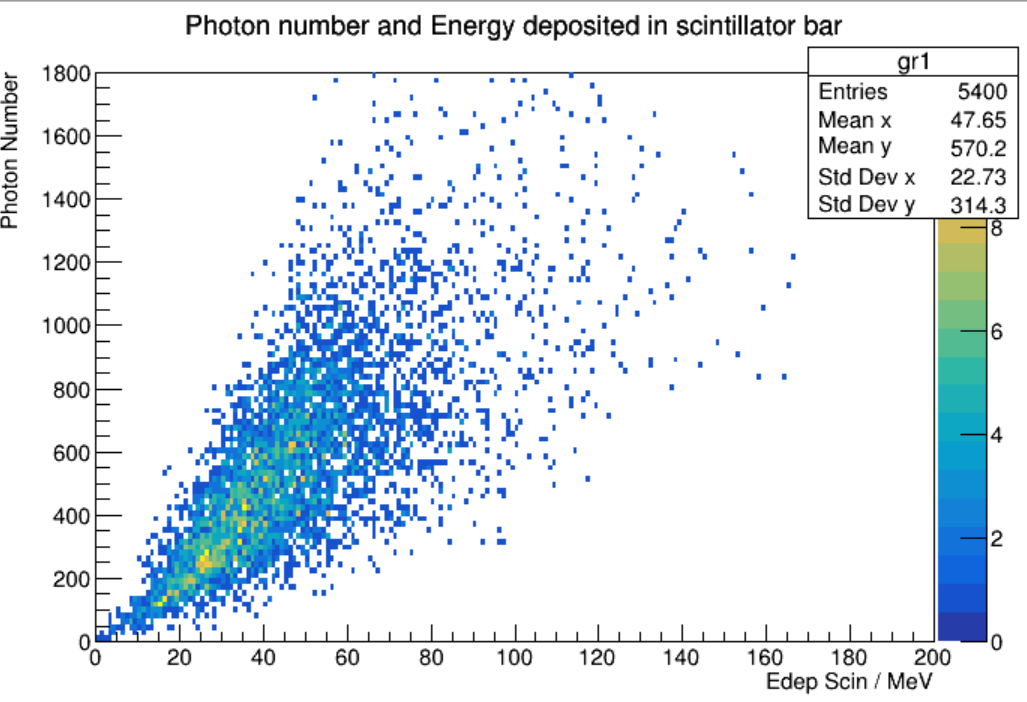 Photon number and Energy deposited in scintillator bar
gr1
Entries 5400
Mean x 47.65
Mean y 570.2
Std Dev x 22.73
Std Dev y 314.3
Photon Number
1800
1600
1400
1200
1000
800
600
400
200
0
8
6
4
2
0
0 20 40 60 80 100 120 140 160 180 200
Edep Scin / MeV